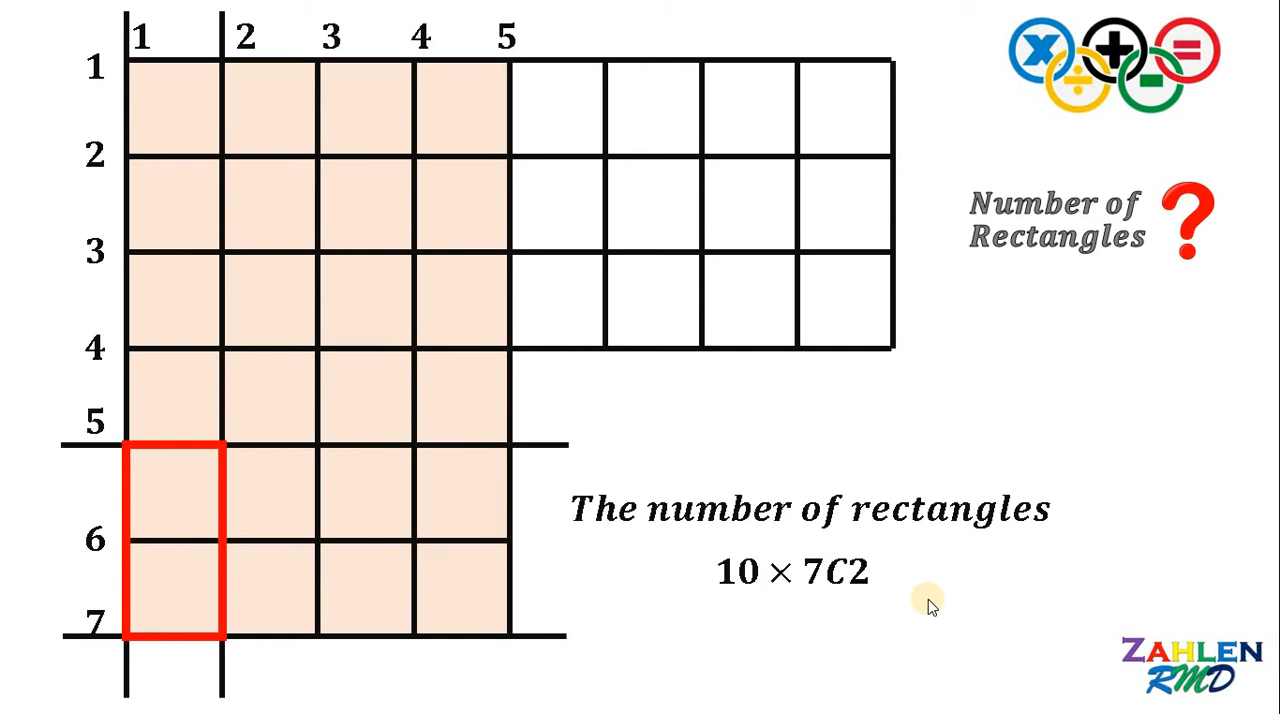 1 2 3 4 5
1
2
3
4
5
6
7
X + =
÷ -
Number of
Rectangles ?
The number of rectangles
10 × 7C2
ZAHLEN
RMD